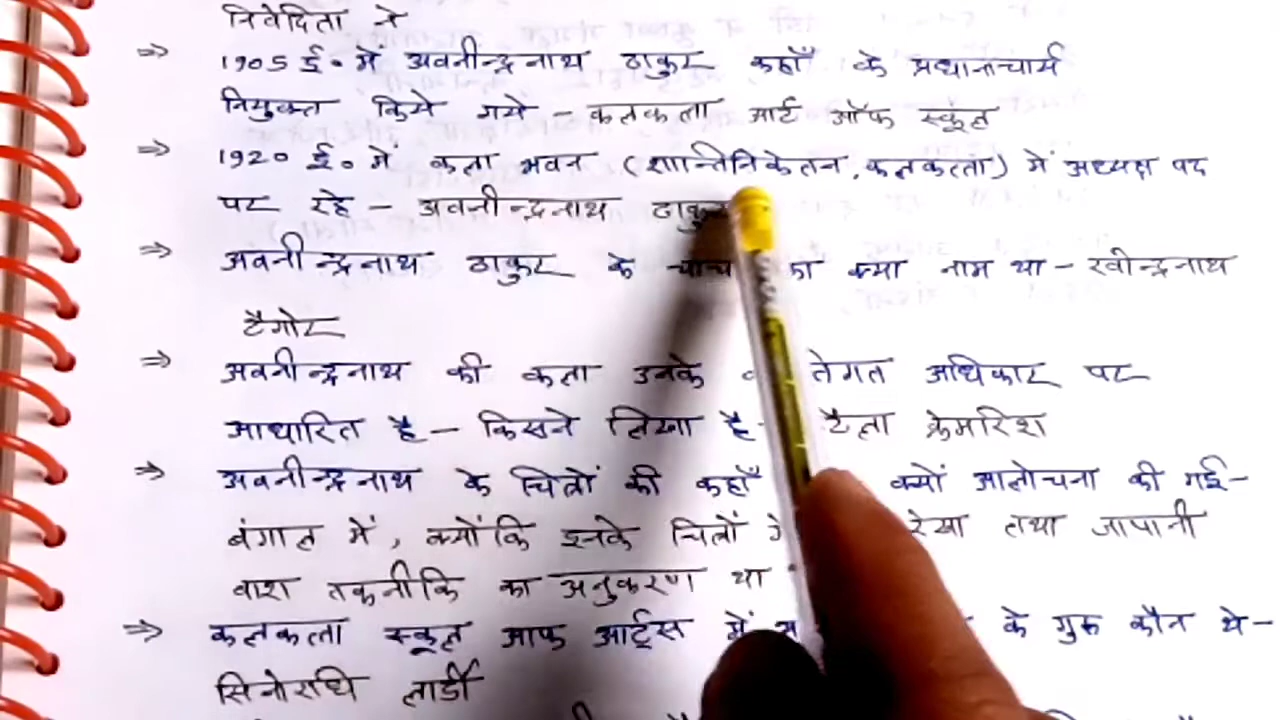 निवेदिता ने
⇒ 1905 ई० में अवनीन्द्रनाथ ठाकुर कहाँ के प्रधानाचार्य
नियुक्त किये गये - कलकत्ता आर्ट ऑफ स्कूल
⇒ 1920 ई० में कला भवन (शान्तिनिकेतन, कलकत्ता) में अध्यक्ष पद
पर रहे - अवनीन्द्रनाथ ठाकुर
⇒ अवनीन्द्रनाथ ठाकुर के चाचा का क्या नाम था - रवीन्द्रनाथ
टैगोर
⇒ अवनीन्द्रनाथ की कला उनके अधिकार पर
आधारित है - किसने लिखा है - क्रेमरिश
⇒ अवनीन्द्रनाथ के चित्रों की कहाँ क्यों आलोचना की गई -
बंगाल में, क्योंकि इनके चित्रों रेखा तथा जापानी
वाश तकनीकि का अनुकरण था
⇒ कलकत्ता स्कूल आफ आर्ट्स में के गुरु कौन थे -
सिनोराधि लार्डी